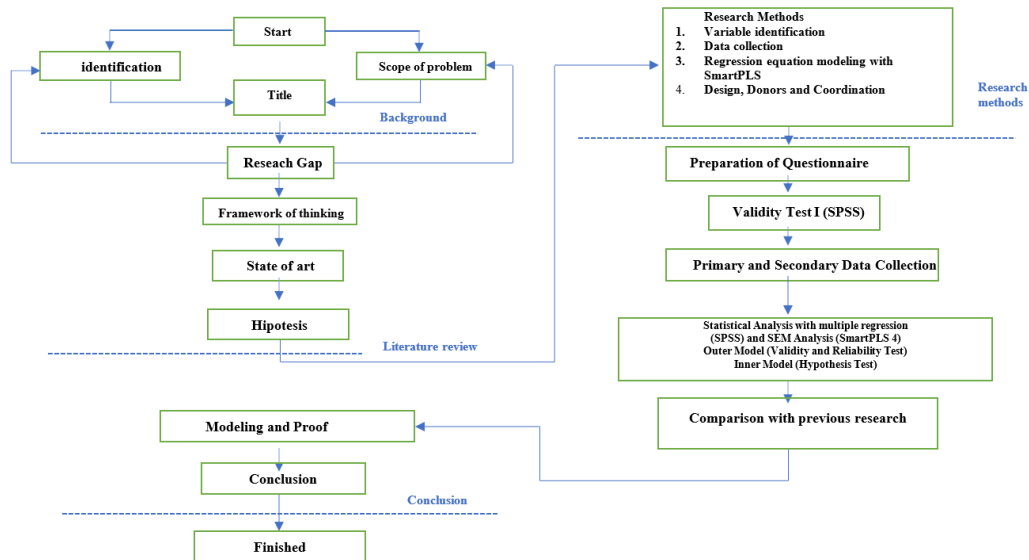 Start
identification
Scope of problem
Title
Background
Reseach Gap
Framework of thinking
State of art
Hipotesis
Literature review
Research Methods
1. Variable identification
2. Data collection
3. Regression equation modeling with
SmartPLS
4. Design, Donors and Coordination
Research
methods
Preparation of Questionnaire
Validity Test I (SPSS)
Primary and Secondary Data Collection
Statistical Analysis with multiple regression
(SPSS) and SEM Analysis (SmartPLS 4)
Outer Model (Validity and Reliability Test)
Inner Model (Hypothesis Test)
Comparison with previous research
Modeling and Proof
Conclusion
Conclusion
Finished